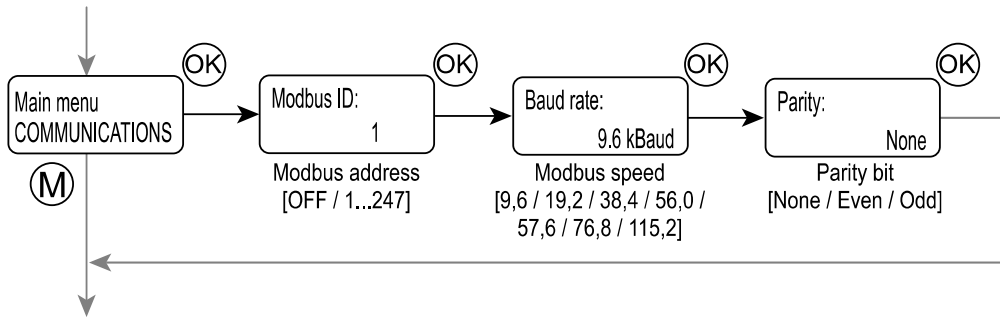 OK
OK
OK
OK
Main menu
COMMUNICATIONS
Modbus ID:
1
Baud rate:
9.6 kBaud
Parity:
None
M
Modbus address
[OFF / 1...247]
Modbus speed
[9,6 / 19,2 / 38,4 / 56,0 /
57,6 / 76,8 / 115,2]
Parity bit
[None / Even / Odd]